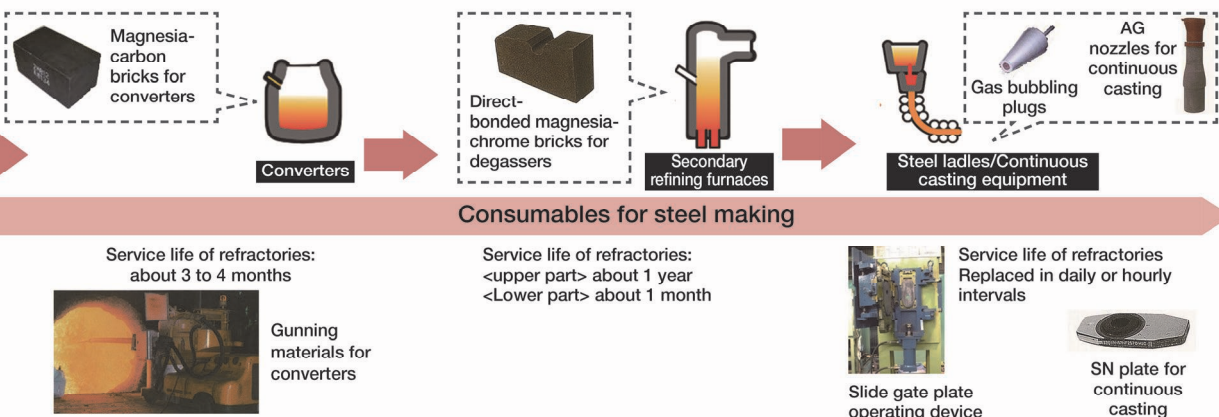 Magnesia-
carbon
bricks for
converters
Converters
Direct-
bonded magnesia-
chrome bricks for
degassers
Secondary
refining furnaces
Gas bubbling
plugs
AG
nozzles for
continuous
casting
Steel ladles/Continuous
casting equipment
Consumables for steel making
Service life of refractories:
about 3 to 4 months
Gunning
materials for
converters
Service life of refractories:
<upper part> about 1 year
<Lower part> about 1 month
Service life of refractories
Replaced in daily or hourly
intervals
Slide gate plate
operating device
SN plate for
continuous
casting